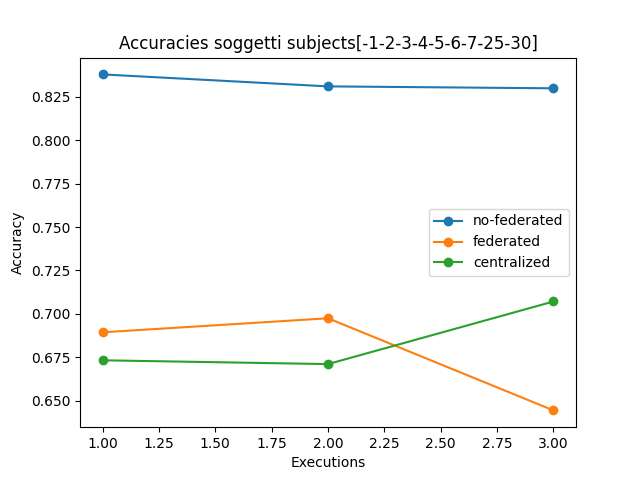 Accuracies soggetti subjects[-1-2-3-4-5-6-7-25-30]
0.825
0.800
0.775
0.750
0.725
0.700
0.675
0.650
Accuracy
no-federated
federated
centralized
1.00 1.25 1.50 1.75 2.00 2.25 2.50 2.75 3.00
Executions